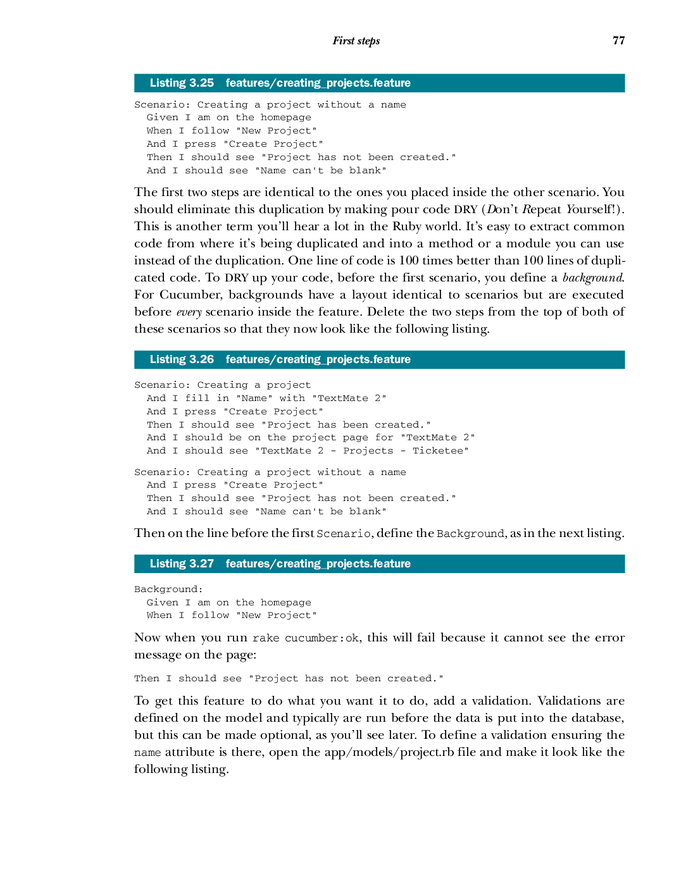 First steps 77
Listing 3.25 features/creating_projects.feature
Scenario: Creating a project without a name
Given I am on the homepage
When I follow "New Project"
And I press "Create Project"
Then I should see "Project has not been created."
And I should see "Name can't be blank"
The first two steps are identical to the ones you placed inside the other scenario. You
should eliminate this duplication by making pour code DRY (Don't Repeat Yourself!).
This is another term you'll hear a lot in the Ruby world. It's easy to extract common
code from where it's being duplicated and into a method or a module you can use
instead of the duplication. One line of code is 100 times better than 100 lines of dupli-
cated code. To DRY up your code, before the first scenario, you define a background.
For Cucumber, backgrounds have a layout identical to scenarios but are executed
before every scenario inside the feature. Delete the two steps from the top of both of
these scenarios so that they now look like the following listing.
Listing 3.26 features/creating_projects.feature
Scenario: Creating a project
And I fill in "Name" with "TextMate 2"
And I press "Create Project"
Then I should see "Project has been created."
And I should be on the project page for "TextMate 2"
And I should see "TextMate 2 - Projects - Ticketee"
Scenario: Creating a project without a name
And I press "Create Project"
Then I should see "Project has not been created."
And I should see "Name can't be blank"
Then on the line before the first Scenario, define the Background, as in the next listing.
Listing 3.27 features/creating_projects.feature
Background:
Given I am on the homepage
When I follow "New Project"
Now when you run rake cucumber:ok, this will fail because it cannot see the error
message on the page:
Then I should see "Project has not been created."
To get this feature to do what you want it to do, add a validation. Validations are
defined on the model and typically are run before the data is put into the database,
but this can be made optional, as you'll see later. To define a validation ensuring the
name attribute is there, open the app/models/project.rb file and make it look like the
following listing.